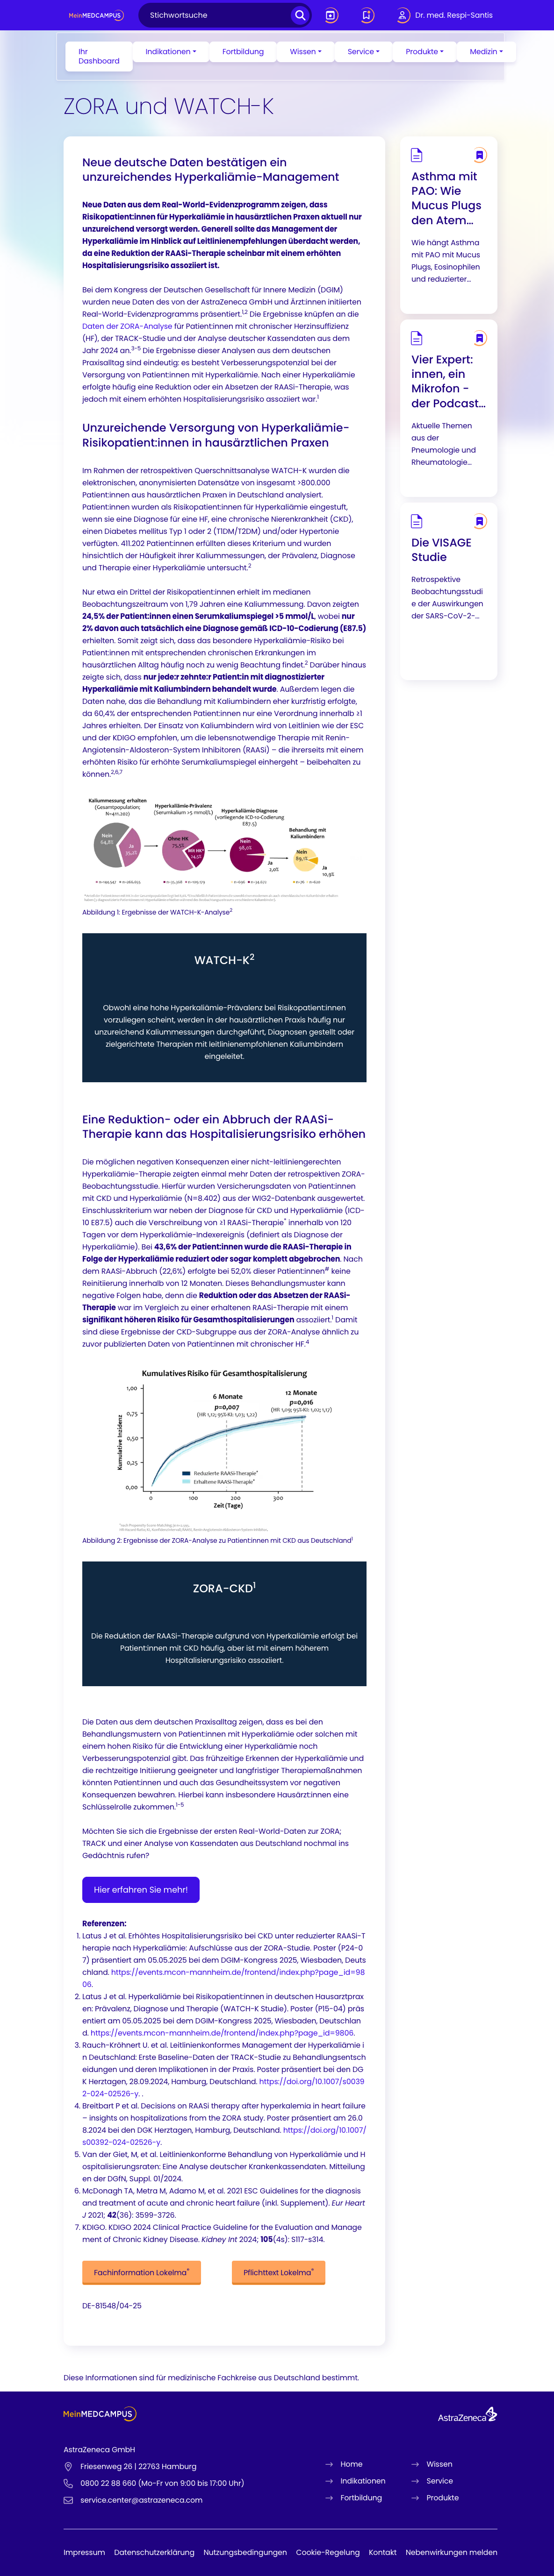 MeinMEDCAMPUS
Stichwortsuche
Dr. med. Respi-Santis
Ihr
Dashboard
Indikationen
Fortbildung
Wissen
Service
Produkte
Medizin
ZORA und WATCH-K
Neue deutsche Daten bestätigen ein
unzureichendes Hyperkaliämie-Management
Neue Daten aus dem Real-World-Evidenzprogramm zeigen, dass
Risikopatient:innen für Hyperkaliämie in hausärztlichen Praxen aktuell nur
unzureichend versorgt werden. Generell sollte das Management der
Hyperkaliämie im Hinblick auf Leitlinienempfehlungen überdacht werden,
da eine Reduktion der RAASi-Therapie scheinbar mit einem erhöhten
Hospitalisierungsrisiko assoziiert ist.
Bei dem Kongress der Deutschen Gesellschaft für Innere Medizin (DGIM)
wurden neue Daten des von der AstraZeneca GmbH und Ärzt:innen initiierten
Real-World-Evidenzprogramms präsentiert.1,2 Die Ergebnisse knüpfen an die
Daten der ZORA-Analyse für Patient:innen mit chronischer Herzinsuffizienz
(HF), der TRACK-Studie und der Analyse deutscher Kassendaten aus dem
Jahr 2024 an.3-5 Die Ergebnisse dieser Analysen aus dem deutschen
Praxisalltag sind eindeutig: es besteht Verbesserungspotenzial bei der
Versorgung von Patient:innen mit Hyperkaliämie. Nach einer Hyperkaliämie
erfolgte häufig eine Reduktion oder ein Absetzen der RAASi-Therapie, was
jedoch mit einem erhöhten Hospitalisierungsrisiko assoziiert war.1
Unzureichende Versorgung von Hyperkaliämie-
Risikopatient:innen in hausärztlichen Praxen
Im Rahmen der retrospektiven Querschnittsanalyse WATCH-K wurden die
elektronischen, anonymisierten Datensätze von insgesamt >800.000
Patient:innen aus hausärztlichen Praxen in Deutschland analysiert.
Patient:innen wurden als Risikopatient:innen für Hyperkaliämie eingestuft,
wenn sie eine Diagnose für eine HF, eine chronische Nierenkrankheit (CKD),
einen Diabetes mellitus Typ 1 oder 2 (T1DM/T2DM) und/oder Hypertonie
verfügten. 411.202 Patient:innen erfüllten dieses Kriterium und wurden
hinsichtlich der Häufigkeit ihrer Kaliummessungen, der Prävalenz, Diagnose
und Therapie einer Hyperkaliämie untersucht.2
Nur etwa ein Drittel der Risikopatient:innen erhielt im medianen
Beobachtungszeitraum von 1,79 Jahren eine Kaliummessung. Davon zeigten
24,5% der Patient:innen einen Serumkaliumspiegel >5 mmol/L, wobei nur
2% davon auch tatsächlich eine Diagnose gemäß ICD-10-Codierung (E87.5)
erhielten. Somit zeigt sich, dass das besondere Hyperkaliämie-Risiko bei
Patient:innen mit entsprechenden chronischen Erkrankungen im
hausärztlichen Alltag häufig noch zu wenig Beachtung findet.2 Darüber hinaus
zeigte sich, dass nur jede:r zehnte:r Patient:in mit diagnostizierter
Hyperkaliämie mit Kaliumbindern behandelt wurde. Außerdem legen die
Daten nahe, das die Behandlung mit Kaliumbindern eher kurzfristig erfolgte,
da 60,4% der entsprechenden Patient:innen nur eine Verordnung innerhalb ≥1
Jahres erhielten. Der Einsatz von Kaliumbindern wird von Leitlinien wie der ESC
und der KDIGO empfohlen, um die lebensnotwendige Therapie mit Renin-
Angiotensin-Aldosteron-System Inhibitoren (RAASi) – die ihrerseits mit einem
erhöhten Risiko für erhöhte Serumkaliumspiegel einhergeht – beibehalten zu
können.2,6,7
Kaliummessung erhalten
(Gesamtpopulation;
N=411.202)
Hyperkaliämie-Prävalenz
(Serumkalium >5 mmol/L)
Hyperkaliämie-Diagnose
(vorliegende ICD-10-Codierung
E87.5)
Handlung mit
Kaliumbindern
Nein
64,8%
Ja
35,2%
Ohne HK
75,5%
Mit HK
24,5%
Nein
98,0%
Ja
2,0%
Nein
89,1%
Ja
10,9%
Abbildung 1: Ergebnisse der WATCH-K-Analyse2
WATCH-K2
Obwohl eine hohe Hyperkaliämie-Prävalenz bei Risikopatient:innen
vorzuliegen scheint, werden in der hausärztlichen Praxis häufig nur
unzureichend Kaliummessungen durchgeführt, Diagnosen gestellt oder
zielgerichtete Therapien mit leitlinienempfohlenen Kaliumbindern
eingeleitet.
Eine Reduktion- oder ein Abbruch der RAASi-
Therapie kann das Hospitalisierungsrisiko erhöhen
Die möglichen negativen Konsequenzen einer nicht-leitliniengerechten
Hyperkaliämie-Therapie zeigten einmal mehr Daten der retrospektiven ZORA-
Beobachtungsstudie. Hierfür wurden Versicherungsdaten von Patient:innen
mit CKD und Hyperkaliämie (N=8.402) aus der WIG2-Datenbank ausgewertet.
Einschlusskriterium war neben der Diagnose für CKD und Hyperkaliämie (ICD-
10 E87.5) auch die Verschreibung von ≥1 RAASi-Therapie* innerhalb von 120
Tagen vor dem Hyperkaliämie-Indexereignis (definiert als Diagnose der
Hyperkaliämie). Bei 43,6% der Patient:innen wurde die RAASi-Therapie in
Folge der Hyperkaliämie reduziert oder sogar komplett abgebrochen. Nach
dem RAASi-Abbruch (22,6%) erfolgte bei 52,0% dieser Patient:innen# keine
Reinitiierung innerhalb von 12 Monaten. Dieses Behandlungsmuster kann
negative Folgen habe, denn die Reduktion oder das Absetzen der RAASi-
Therapie war im Vergleich zu einer erhaltenen RAASi-Therapie mit einem
signifikant höheren Risiko für Gesamthospitalisierungen assoziiert.1 Damit
sind diese Ergebnisse der CKD-Subgruppe aus der ZORA-Analyse ähnlich zu
zuvor publizierten Daten von Patient:innen mit chronischer HF.4
Kumulatives Risiko für Gesamthospitalisierung
12 Monate
p=0,016
(HR 1,09; 95%-KI: 1,02; 1,17)
6 Monate
p=0,007
(HR 1,12; 95%KI: 1,03; 1,22)
Kumulative Inzidenz
1,00
0,75
0,50
0,25
0,00
Reduzierte RAASi-Therapie*
Erhaltene RAASi-Therapie*
0
100
200
300
Zeit (Tage)
Abbildung 2: Ergebnisse der ZORA-Analyse zu Patient:innen mit CKD aus Deutschland1
ZORA-CKD1
Die Reduktion der RAASi-Therapie aufgrund von Hyperkaliämie erfolgt bei
Patient:innen mit CKD häufig, aber ist mit einem höherem
Hospitalisierungsrisiko assoziiert.
Die Daten aus dem deutschen Praxisalltag zeigen, dass es bei den
Behandlungsmustern von Patient:innen mit Hyperkaliämie oder solchen mit
einem hohen Risiko für die Entwicklung einer Hyperkaliämie noch
Verbesserungspotenzial gibt. Das frühzeitige Erkennen der Hyperkaliämie und
die rechtzeitige Initiierung geeigneter und langfristiger Therapiemaßnahmen
könnten Patient:innen und auch das Gesundheitssystem vor negativen
Konsequenzen bewahren. Hierbei kann insbesondere Hausärzt:innen eine
Schlüsselrolle zukommen.1-5
Möchten Sie sich die Ergebnisse der ersten Real-World-Daten zur ZORA;
TRACK und einer Analyse von Kassendaten aus Deutschland nochmal ins
Gedächtnis rufen?
Hier erfahren Sie mehr!
Referenzen:
1. Latus J et al. Erhöhtes Hospitalisierungsrisiko bei CKD unter reduzierter RAASi-T
herapie nach Hyperkaliämie: Aufschlüsse aus der ZORA-Studie. Poster (P24-0
7) präsentiert am 05.05.2025 bei dem DGIM-Kongress 2025, Wiesbaden, Deuts
chland. https://events.mcon-mannheim.de/frontend/index.php?page_id=98
06.
2. Latus J et al. Hyperkaliämie bei Risikopatient:innen in deutschen Hausarztprax
en: Prävalenz, Diagnose und Therapie (WATCH-K Studie). Poster (P15-04) präs
entiert am 05.05.2025 bei dem DGIM-Kongress 2025, Wiesbaden, Deutschlan
d. https://events.mcon-mannheim.de/frontend/index.php?page_id=9806.
3. Rauch-Kröhnert U. et al. Leitlinienkonformes Management der Hyperkaliämie i
n Deutschland: Erste Baseline-Daten der TRACK-Studie zu Behandlungsentsch
eidungen und deren Implikationen in der Praxis. Poster präsentiert bei den DG
K Herztagen, 28.09.2024, Hamburg, Deutschland. https://doi.org/10.1007/s0039
2-024-02526-y. .
4. Breitbart P et al. Decisions on RAASi therapy after hyperkalemia in heart failure
– insights on hospitalizations from the ZORA study. Poster präsentiert am 26.0
8.2024 bei den DGK Herztagen, Hamburg, Deutschland. https://doi.org/10.1007/
s00392-024-02526-y.
5. Van der Giet, M, et al. Leitlinienkonforme Behandlung von Hyperkaliämie und H
ospitalisierungsraten: Eine Analyse deutscher Krankenkassendaten. Mitteilung
en der DGfN, Suppl. 01/2024.
6. McDonagh TA, Metra M, Adamo M, et al. 2021 ESC Guidelines for the diagnosis
and treatment of acute and chronic heart failure (inkl. Supplement). Eur Heart
J 2021; 42(36): 3599-3726.
7. KDIGO. KDIGO 2024 Clinical Practice Guideline for the Evaluation and Manage
ment of Chronic Kidney Disease. Kidney Int 2024; 105(4s): S117-s314.
Fachinformation Lokelma®
Pflichttext Lokelma®
DE-81548/04-25
Asthma mit
PAO: Wie
Mucus Plugs
den Atem...
Wie hängt Asthma
mit PAO mit Mucus
Plugs, Eosinophilen
und reduzierter...
Vier Expert:
innen, ein
Mikrofon -
der Podcast...
Aktuelle Themen
aus der
Pneumologie und
Rheumatologie...
Die VISAGE
Studie
Retrospektive
Beobachtungsstudi
e der Auswirkungen
der SARS-CoV-2-...
Diese Informationen sind für medizinische Fachkreise aus Deutschland bestimmt.
MeinMEDCAMPUS
AstraZeneca
AstraZeneca GmbH
Friesenweg 26 | 22763 Hamburg
0800 22 88 660 (Mo-Fr von 9:00 bis 17:00 Uhr)
service.center@astrazeneca.com
Home
Indikationen
Fortbildung
Wissen
Service
Produkte
Impressum
Datenschutzerklärung
Nutzungsbedingungen
Cookie-Regelung
Kontakt
Nebenwirkungen melden